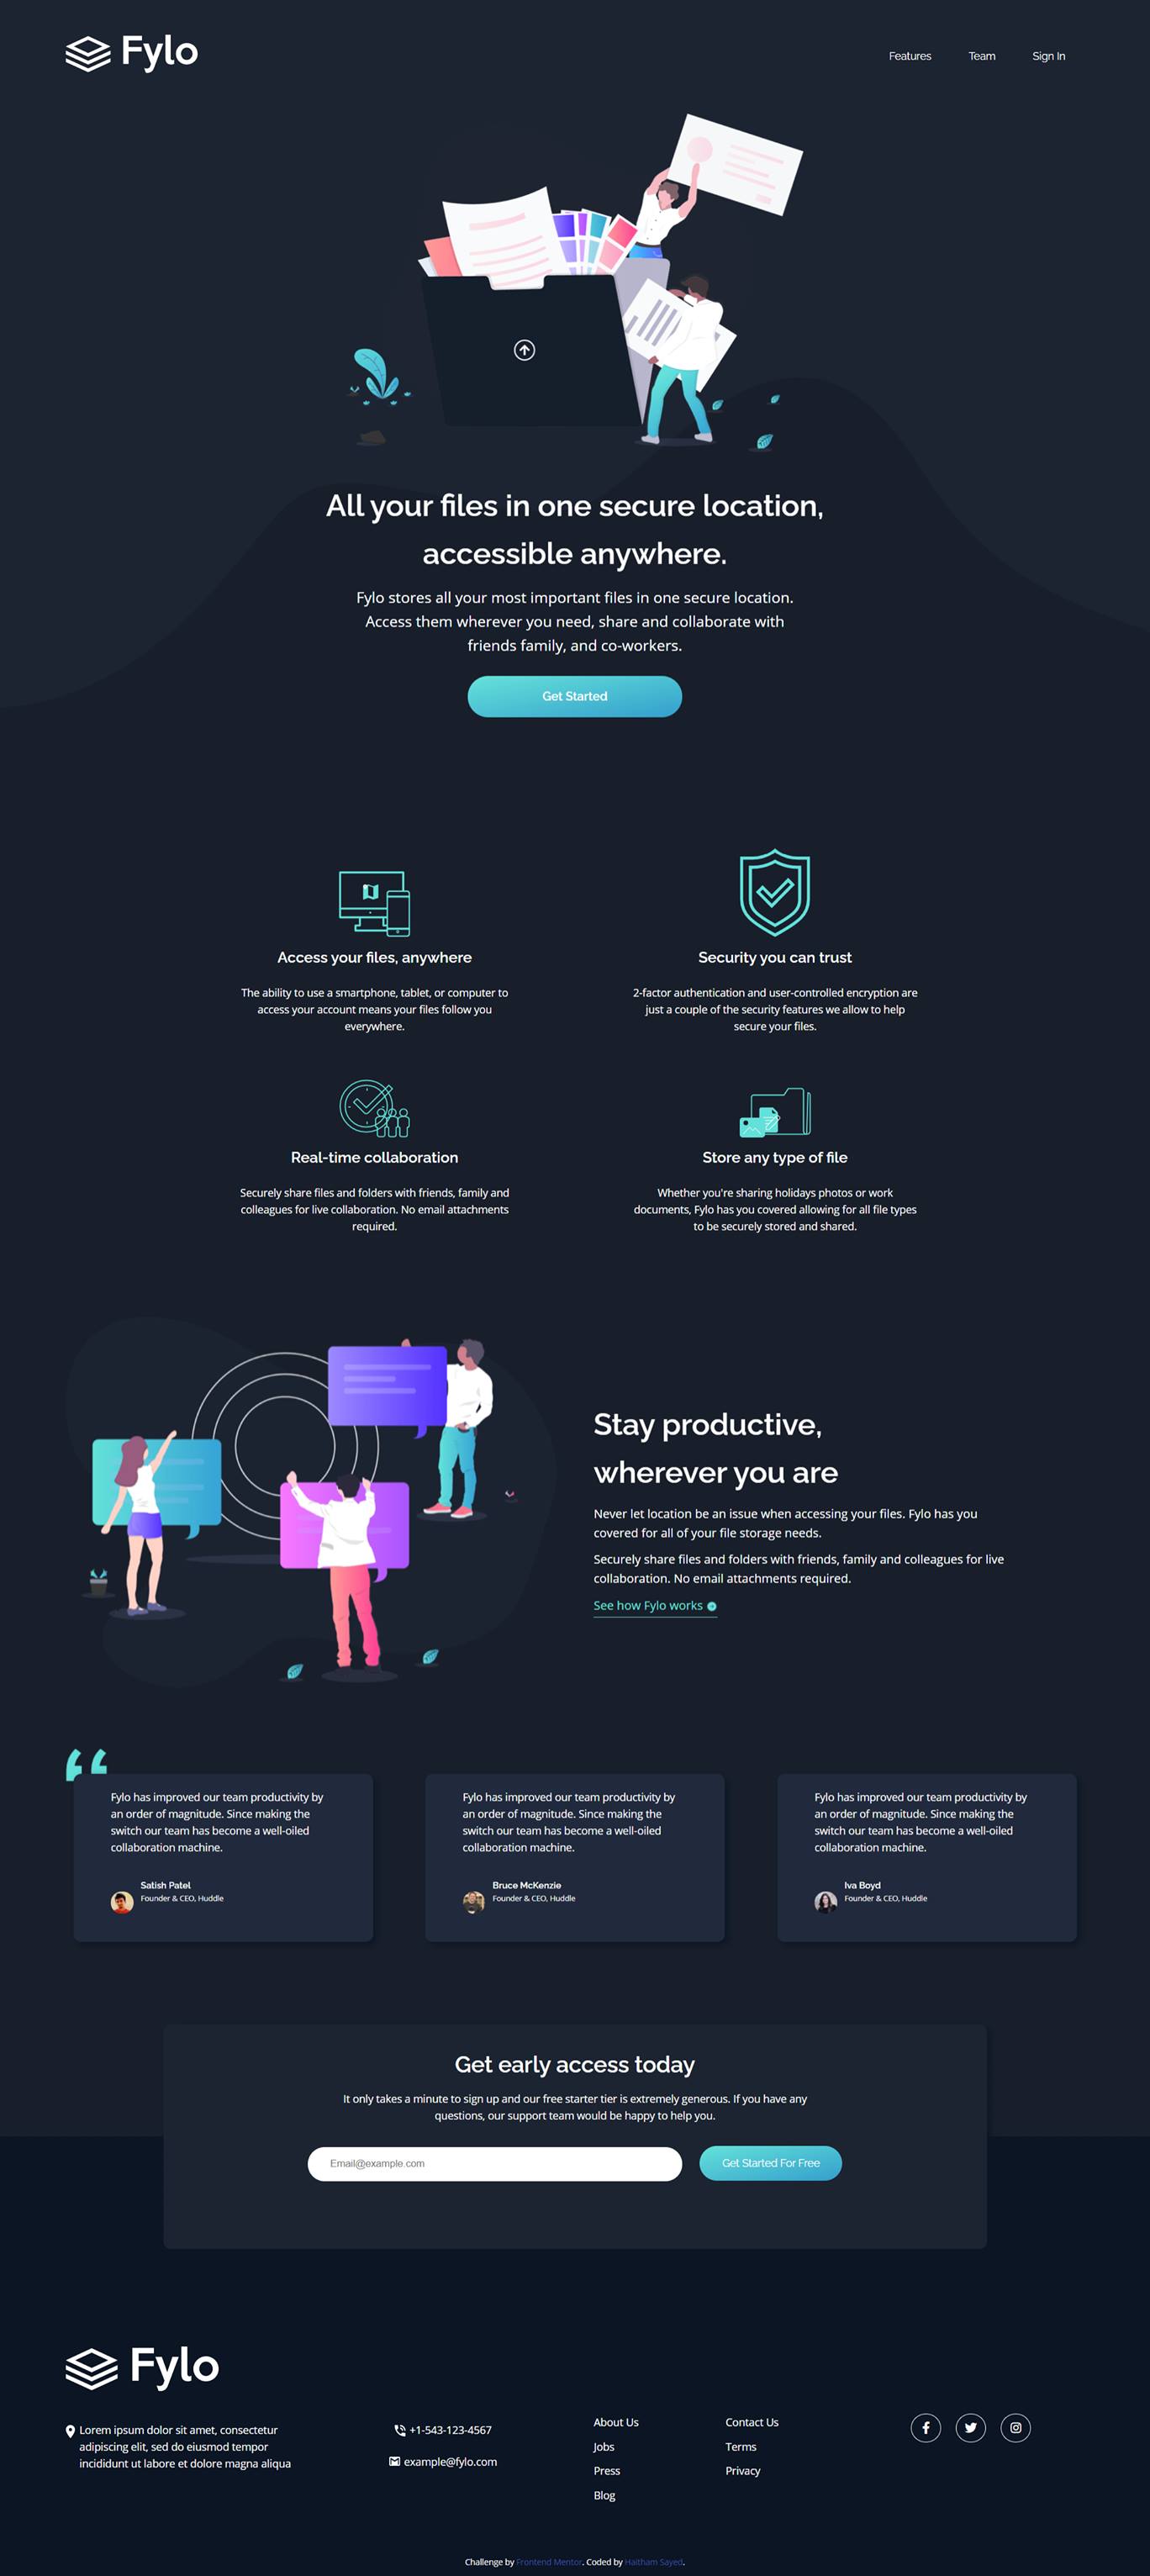 Fylo
Features
Team
Sign In
All your files in one secure location,
accessible anywhere.
Fylo stores all your most important files in one secure location.
Access them wherever you need, share and collaborate with
friends family, and co-workers.
Get Started
Access your files, anywhere
The ability to use a smartphone, tablet, or computer to
access your account means your files follow you
everywhere.
Security you can trust
2-factor authentication and user-controlled encryption are
just a couple of the security features we allow to help
secure your files.
Real-time collaboration
Securely share files and folders with friends, family and
colleagues for live collaboration. No email attachments
required.
Store any type of file
Whether you're sharing holidays photos or work
documents, Fylo has you covered allowing for all file types
to be securely stored and shared.
Stay productive,
wherever you are
Never let location be an issue when accessing your files. Fylo has you
covered for all of your file storage needs.
Securely share files and folders with friends, family and colleagues for live
collaboration. No email attachments required.
See how Fylo works
Fylo has improved our team productivity by
an order of magnitude. Since making the
switch our team has become a well-oiled
collaboration machine.
Satish Patel
Founder & CEO, Huddle
Fylo has improved our team productivity by
an order of magnitude. Since making the
switch our team has become a well-oiled
collaboration machine.
Bruce McKenzie
Founder & CEO, Huddle
Fylo has improved our team productivity by
an order of magnitude. Since making the
switch our team has become a well-oiled
collaboration machine.
Iva Boyd
Founder & CEO, Huddle
Get early access today
It only takes a minute to sign up and our free starter tier is extremely generous. If you have any
questions, our support team would be happy to help you.
Email@example.com
Get Started For Free
Fylo
Lorem ipsum dolor sit amet, consectetur
adipiscing elit, sed do eiusmod tempor
incididunt ut labore et dolore magna aliqua
+1-543-123-4567
example@fylo.com
About Us
Jobs
Press
Blog
Contact Us
Terms
Privacy
Challenge by Frontend Mentor. Coded by Haitham Sayed.